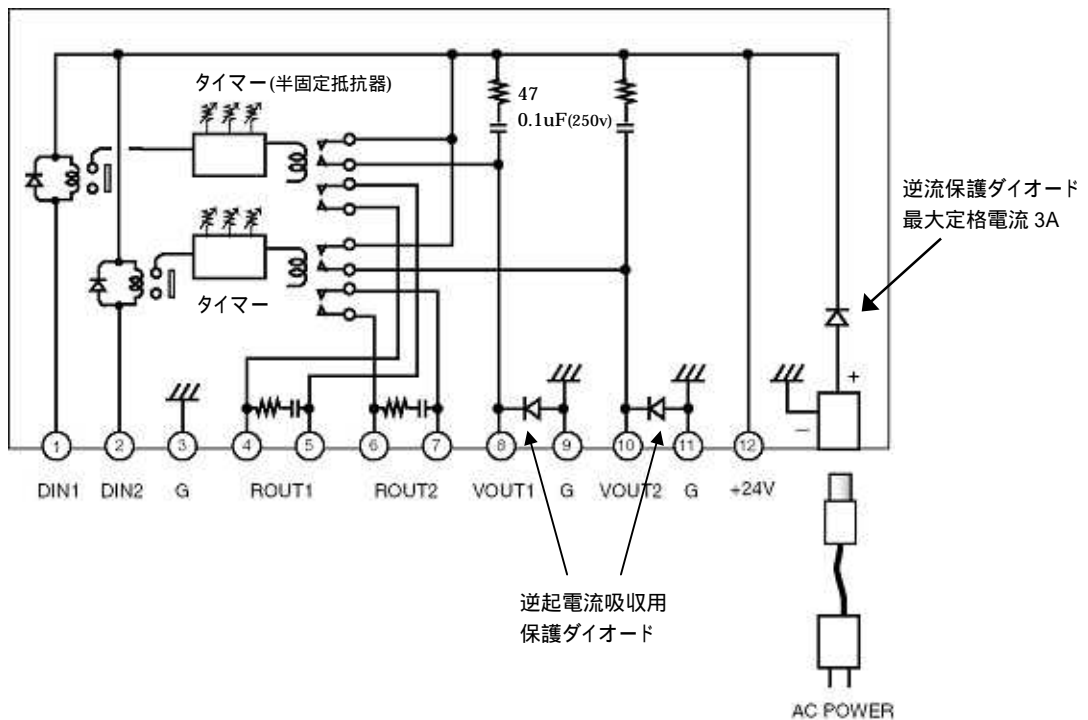 タイマー(半固定抵抗器)
47
0.1uF(250v)
逆流保護ダイオード
最大定格電流 3A
タイマー
+
−
1 2 3 4 5 6 7 8 9 10 11 12
DIN1 DIN2 G ROUT1 ROUT2 VOUT1 G VOUT2 G +24V
逆起電流吸収用
保護ダイオード
AC POWER